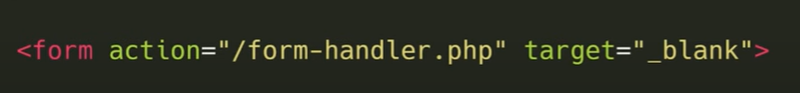 <form action="/form-handler.php" target="_blank">